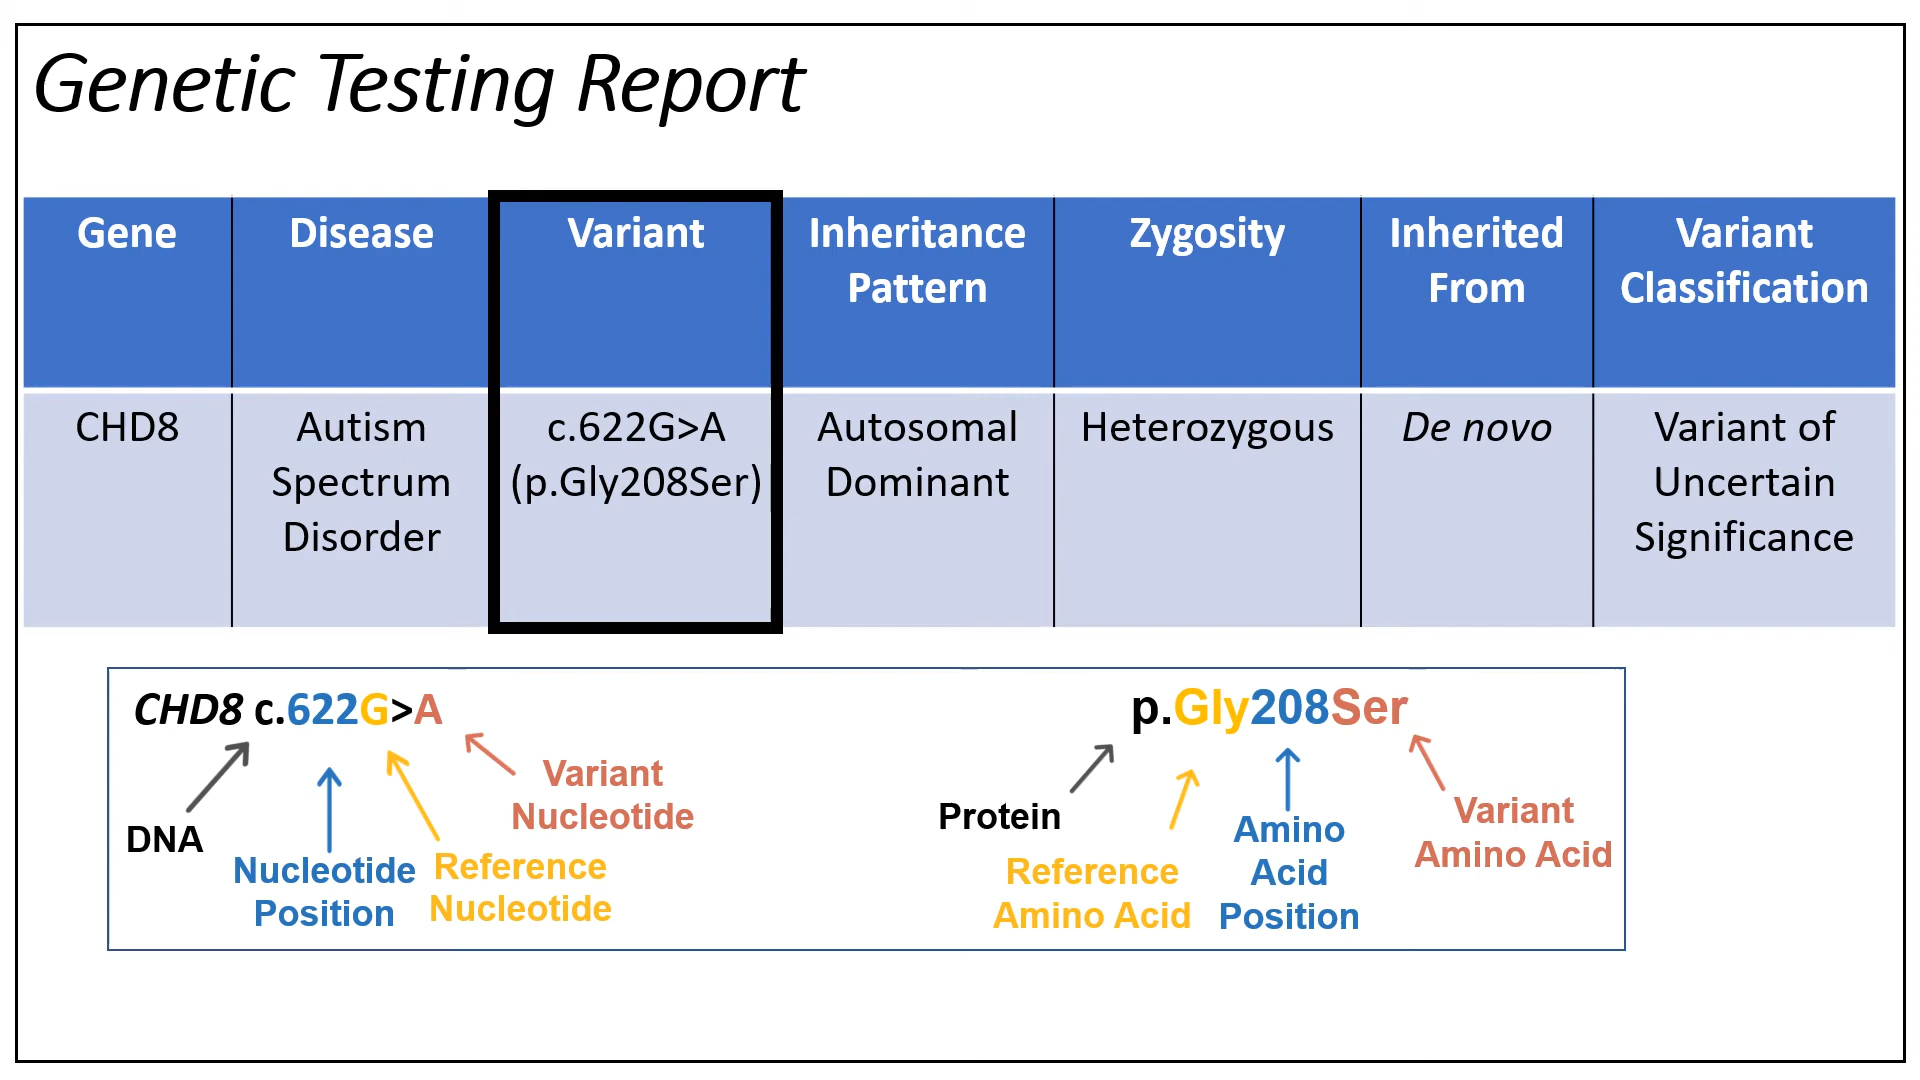 Genetic Testing Report
Gene
Disease
Variant
Inheritance
Pattern
Zygosity
Inherited
From
Variant
Classification
CHD8
Autism
Spectrum
Disorder
c.622G>A
(p.Gly208Ser)
Autosomal
Dominant
Heterozygous
De novo
Variant of
Uncertain
Significance
CHD8 c.622G>A
DNA
Nucleotide
Position
Reference
Nucleotide
Variant
Nucleotide
p.Gly208Ser
Protein
Reference
Amino Acid
Amino
Acid
Position
Variant
Amino Acid